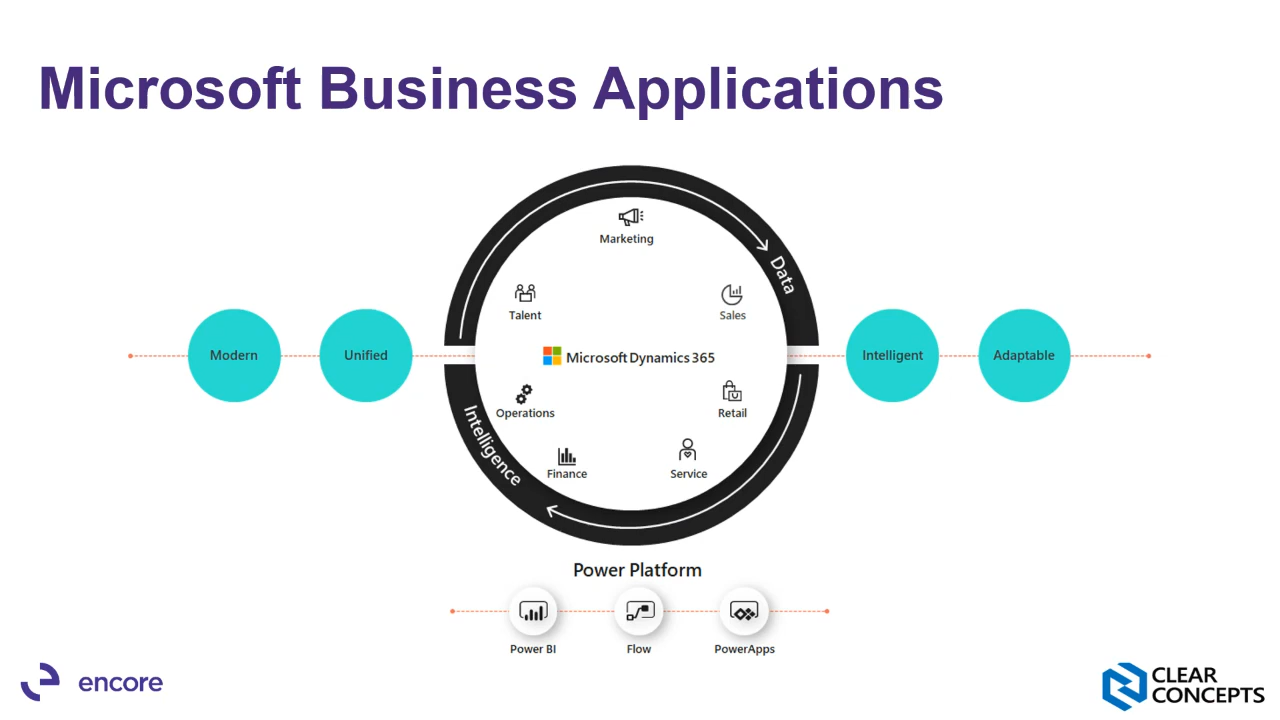 Microsoft Business Applications
Marketing
Data
Talent
Sales
Modern
Unified
Microsoft Dynamics 365
Intelligent
Adaptable
Operations
Retail
Intelligence
Finance
Service
Power Platform
Power BI
Flow
PowerApps
encore
CLEAR
CONCEPTS